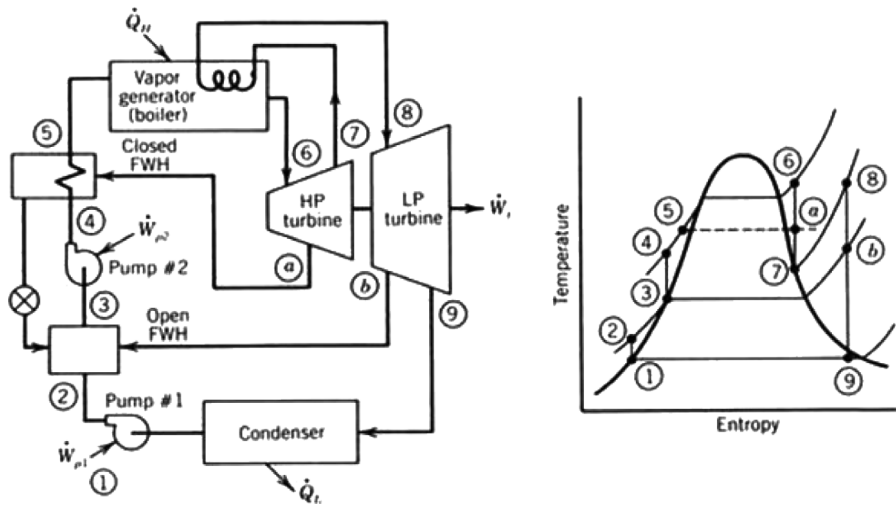 Q̇H
Vapor
generator
(boiler)
5
Closed
FWH
6
7
8
4
Ẇp2
Pump #2
HP
turbine
LP
turbine
Ẇt
a
b
9
3
Open
FWH
2
Pump #1
Ẇp1
1
Condenser
Q̇L
Temperature
6
8
5
a
4
b
7
3
2
1
9
Entropy